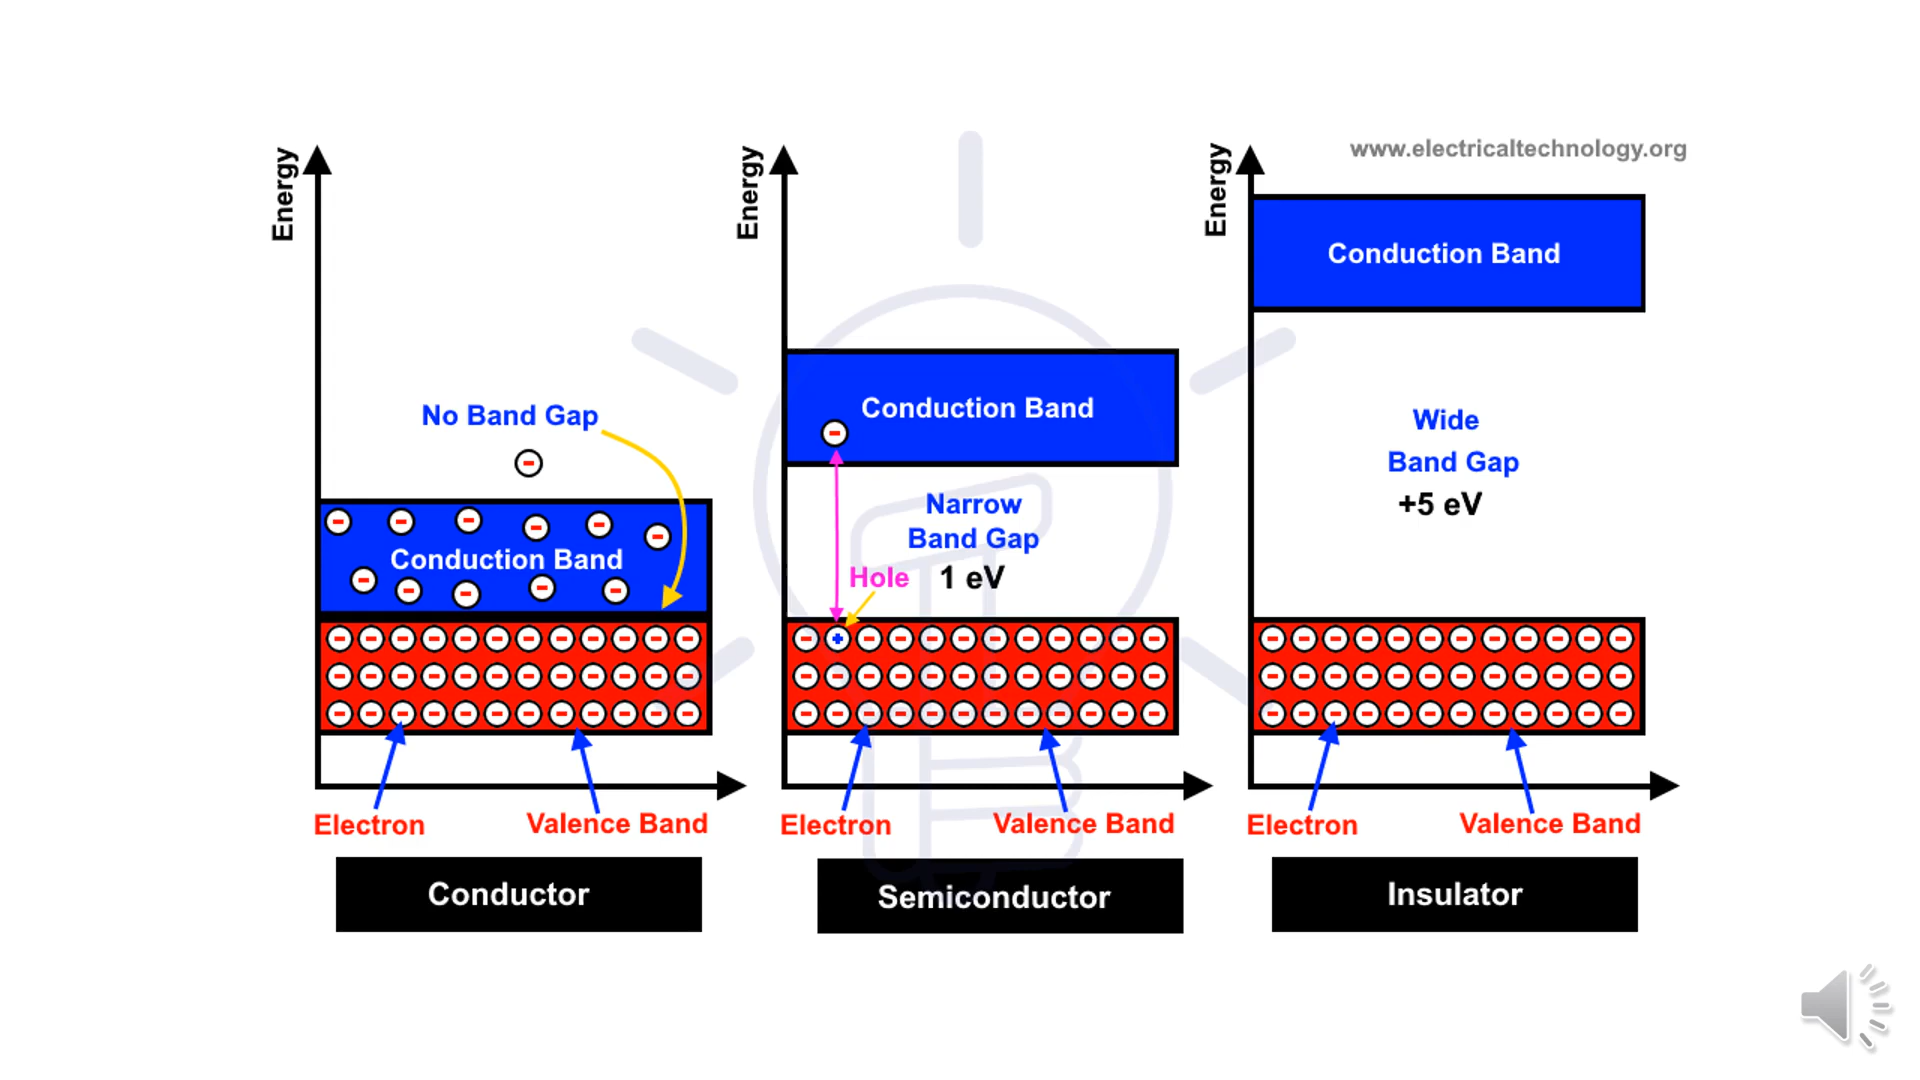 www.electricaltechnology.org
Energy
No Band Gap
Conduction Band
Electron
Valence Band
Conductor
Energy
Conduction Band
Narrow
Band Gap
Hole
1 eV
Electron
Valence Band
Semiconductor
Energy
Conduction Band
Wide
Band Gap
+5 eV
Electron
Valence Band
Insulator